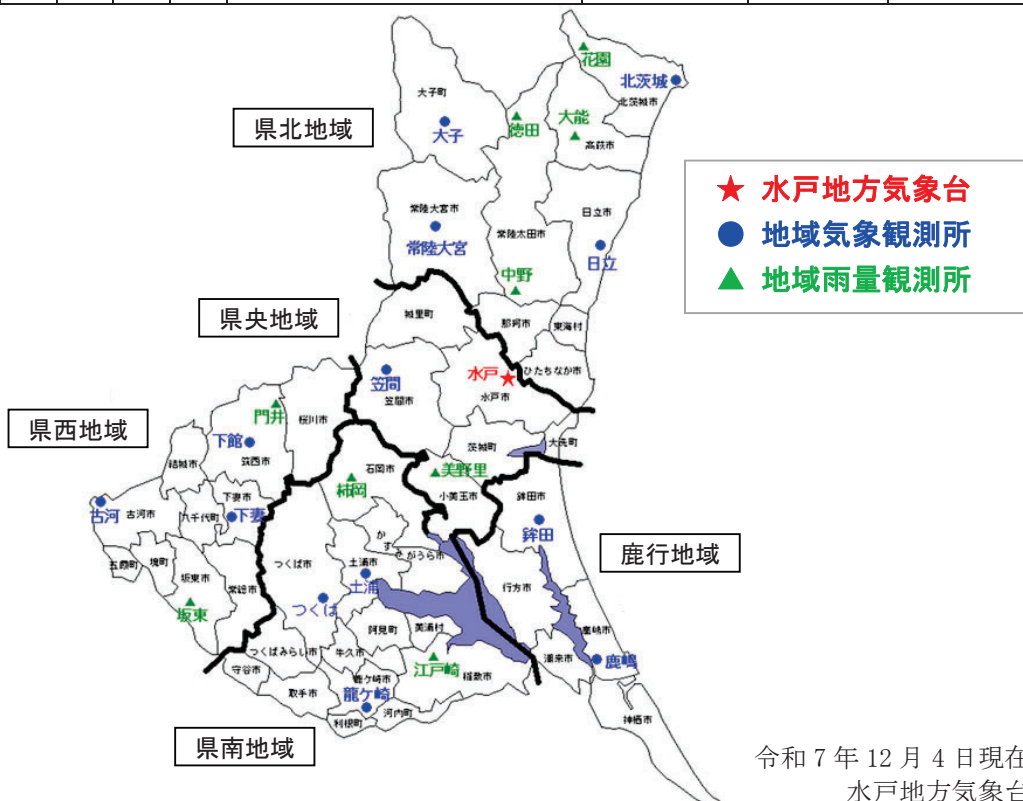 花園
北茨城
北茨城市
大子町
大能
徳田
大子
高萩市
県北地域
★ 水戸地方気象台
● 地域気象観測所
▲ 地域雨量観測所
常陸大宮市
日立市
常陸太田市
常陸大宮
日立
中野
城里町
那珂市
東海村
県央地域
ひたちなか市
水戸
笠間
水戸市
笠間市
門井
桜川市
県西地域
下館
茨城町
大洗町
筑西市
結城市
石岡市
美野里
柿岡
小美玉市
鉾田市
下妻市
古河
古河市
八千代町
下妻
鉾田
かすみがうら市
鹿行地域
五霞町
境町
つくば市
土浦市
坂東市
土浦
行方市
常総市
坂東
つくば
阿見町
美浦村
鹿嶋市
つくばみらい市
牛久市
江戸崎
潮来市
鹿嶋
守谷市
龍ケ崎市
稲敷市
取手市
龍ケ崎
河内町
利根町
神栖市
県南地域
令和 7 年 12 月 4 日現在
水戸地方気象台